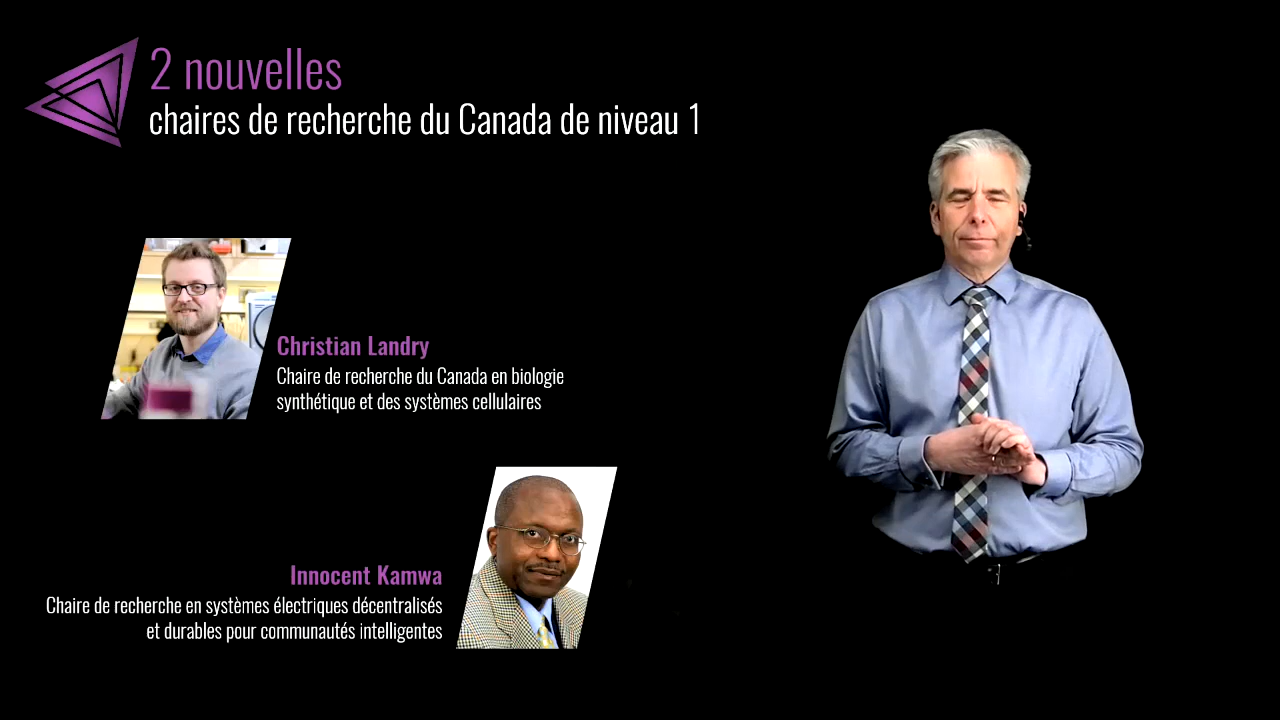 2 nouvelles
chaires de recherche du Canada de niveau 1
Christian Landry
Chaire de recherche du Canada en biologie
synthétique et des systèmes cellulaires
Innocent Kamwa
Chaire de recherche en systèmes électriques décentralisés
et durables pour communautés intelligentes